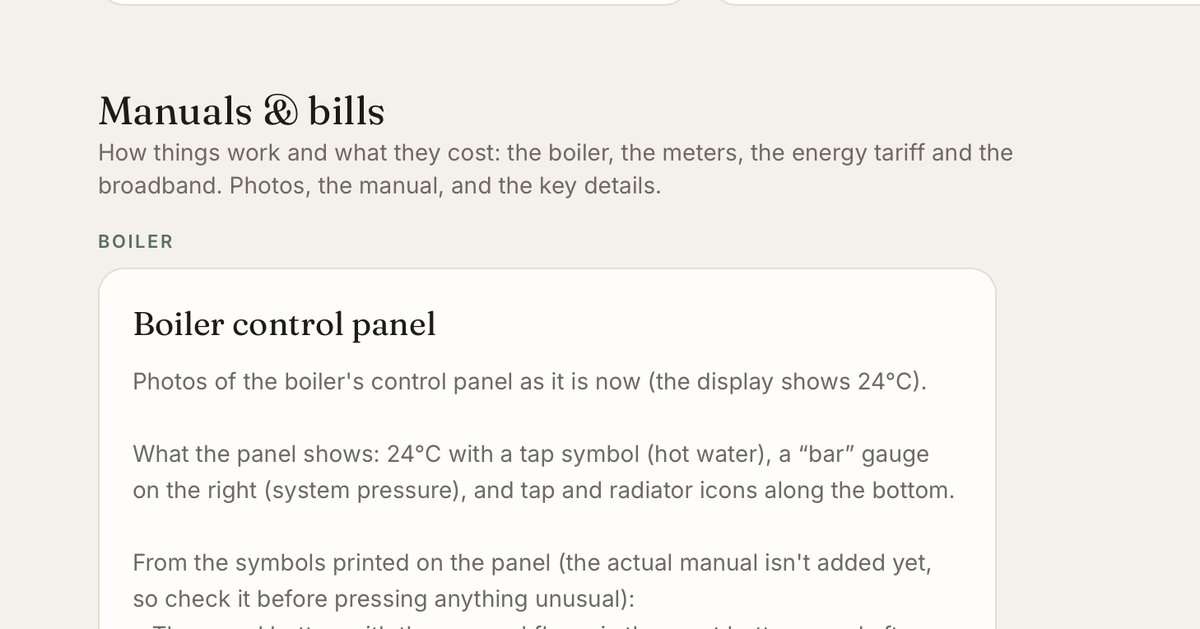 Manuals & bills
How things work and what they cost: the boiler, the meters, the energy tariff and the
broadband. Photos, the manual, and the key details.
BOILER
Boiler control panel
Photos of the boiler's control panel as it is now (the display shows 24°C).
What the panel shows: 24°C with a tap symbol (hot water), a “bar” gauge
on the right (system pressure), and tap and radiator icons along the bottom.
From the symbols printed on the panel (the actual manual isn't added yet,
so check it before pressing anything unusual):